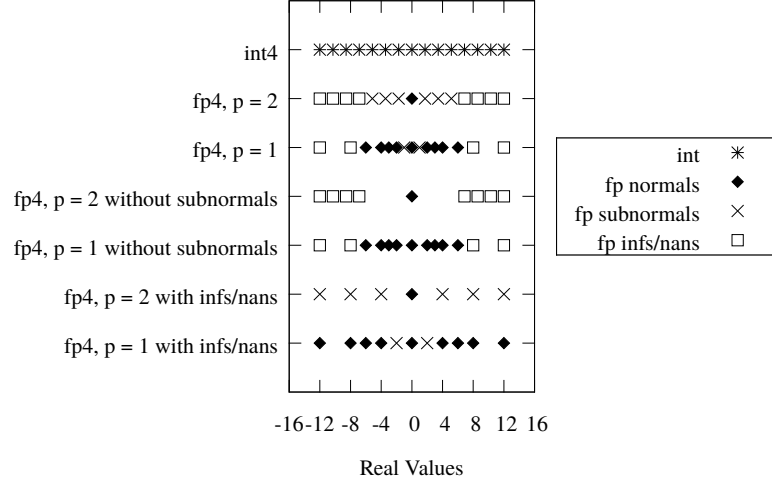 int4
fp4, p = 2
fp4, p = 1
fp4, p = 2 without subnormals
fp4, p = 1 without subnormals
fp4, p = 2 with infs/nans
fp4, p = 1 with infs/nans
-16 -12 -8 -4 0 4 8 12 16
Real Values
int
fp normals
fp subnormals
fp infs/nans